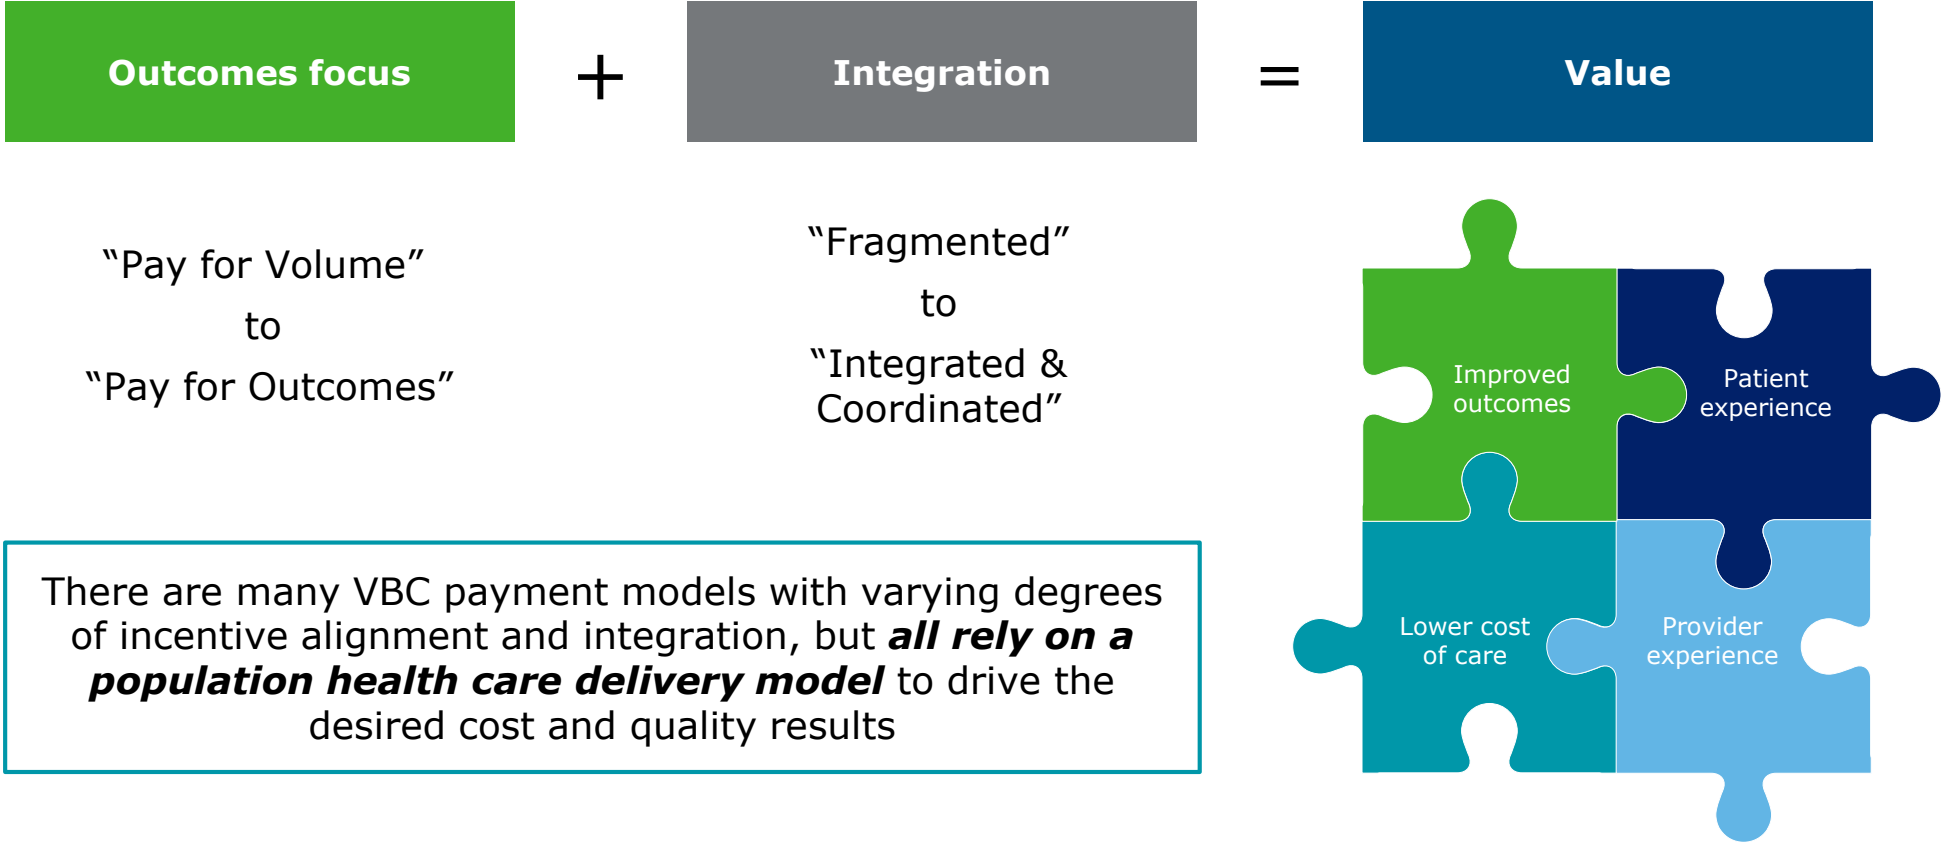 Outcomes focus
+
Integration
=
Value
“Pay for Volume”
to
“Pay for Outcomes”
“Fragmented”
to
“Integrated &
Coordinated”
Improved
outcomes
Patient
experience
Lower cost
of care
Provider
experience
There are many VBC payment models with varying degrees
of incentive alignment and integration, but all rely on a
population health care delivery model to drive the
desired cost and quality results